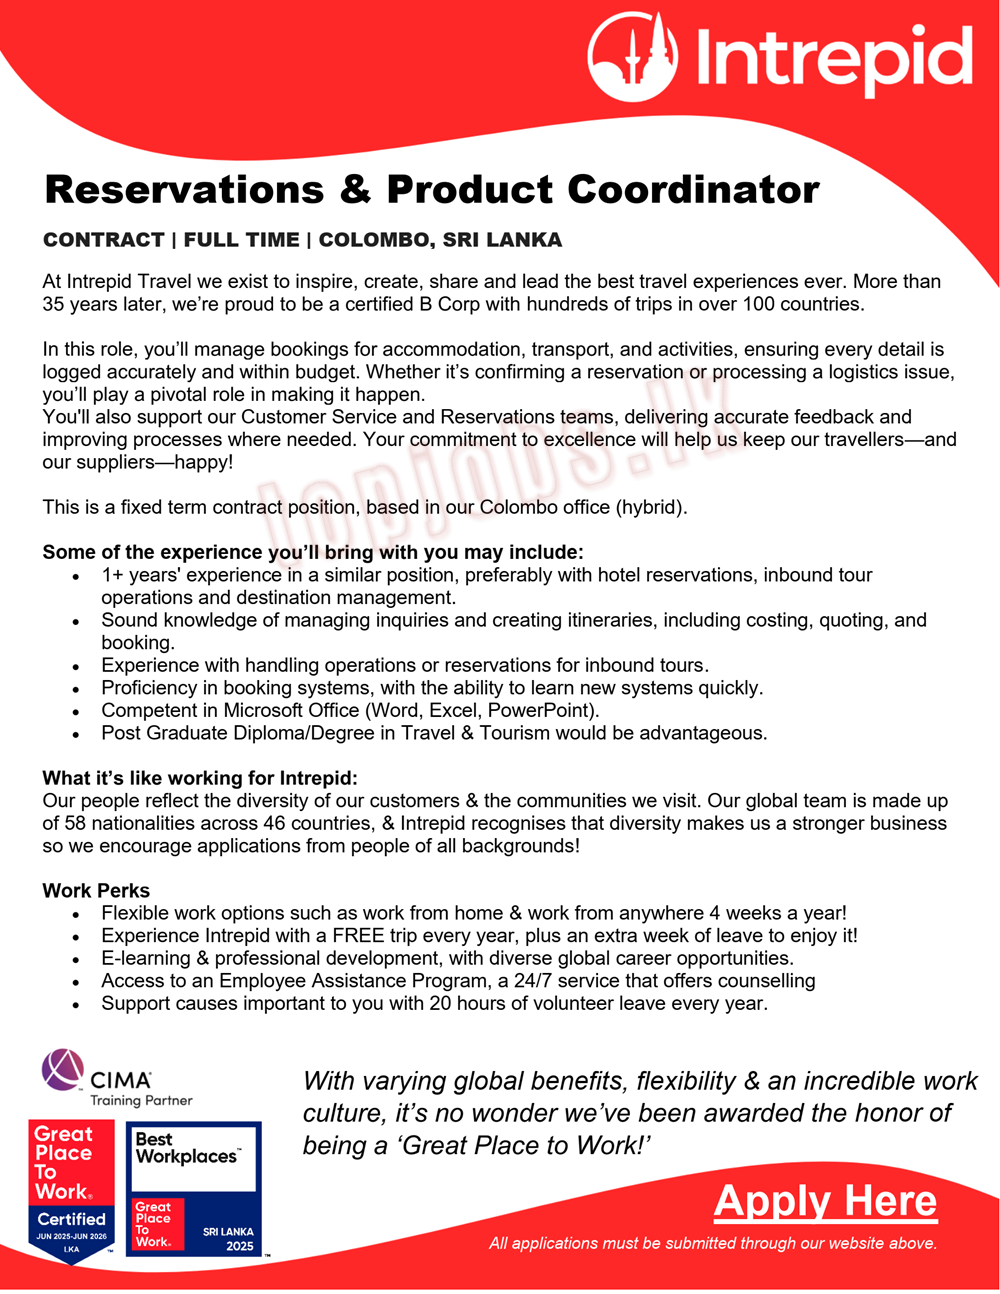 Intrepid
Reservations & Product Coordinator
CONTRACT | FULL TIME | COLOMBO, SRI LANKA
At Intrepid Travel we exist to inspire, create, share and lead the best travel experiences ever. More than
35 years later, we’re proud to be a certified B Corp with hundreds of trips in over 100 countries.
In this role, you’ll manage bookings for accommodation, transport, and activities, ensuring every detail is
logged accurately and within budget. Whether it’s confirming a reservation or processing a logistics issue,
you’ll play a pivotal role in making it happen.
You'll also support our Customer Service and Reservations teams, delivering accurate feedback and
improving processes where needed. Your commitment to excellence will help us keep our travellers—and
our suppliers—happy!
topjobs.lk
This is a fixed term contract position, based in our Colombo office (hybrid).
Some of the experience you’ll bring with you may include:
• 1+ years' experience in a similar position, preferably with hotel reservations, inbound tour
operations and destination management.
• Sound knowledge of managing inquiries and creating itineraries, including costing, quoting, and
booking.
• Experience with handling operations or reservations for inbound tours.
• Proficiency in booking systems, with the ability to learn new systems quickly.
• Competent in Microsoft Office (Word, Excel, PowerPoint).
• Post Graduate Diploma/Degree in Travel & Tourism would be advantageous.
What it’s like working for Intrepid:
Our people reflect the diversity of our customers & the communities we visit. Our global team is made up
of 58 nationalities across 46 countries, & Intrepid recognises that diversity makes us a stronger business
so we encourage applications from people of all backgrounds!
Work Perks
• Flexible work options such as work from home & work from anywhere 4 weeks a year!
• Experience Intrepid with a FREE trip every year, plus an extra week of leave to enjoy it!
• E-learning & professional development, with diverse global career opportunities.
• Access to an Employee Assistance Program, a 24/7 service that offers counselling
• Support causes important to you with 20 hours of volunteer leave every year.
CIMA
Training Partner
With varying global benefits, flexibility & an incredible work
culture, it’s no wonder we’ve been awarded the honor of
being a ‘Great Place to Work!’
Great
Place
To
Work®
Certified
JUN 2025-JUN 2026
LKA
™
Best
Workplaces™
Great
Place
To
Work™
SRI LANKA
2025
™
Apply Here
All applications must be submitted through our website above.